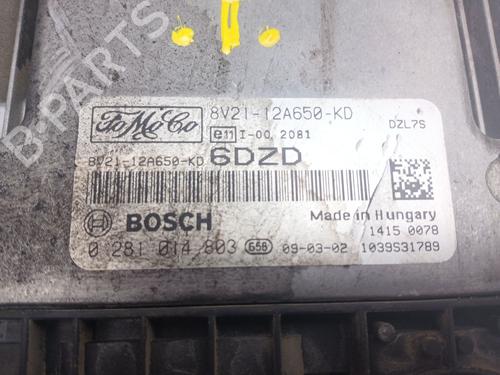 FoMoCo 8V21-12A650-KD
e11 I-00 2081 DZL7S
8V21-12A650-KD 6DZD
BOSCH Made in Hungary
1415 0078
0 281 014 803 656 09-03-02 1039S31789